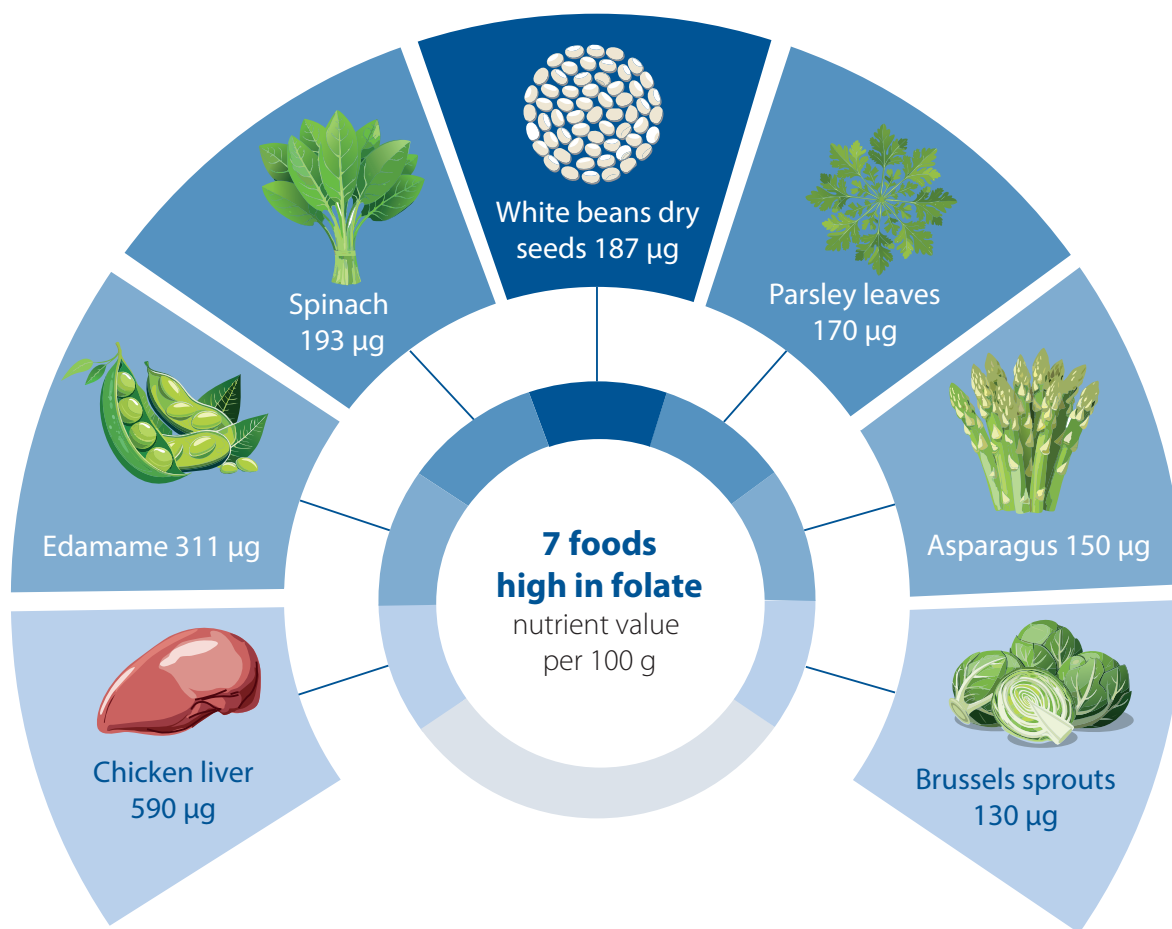 White beans dry
seeds 187 µg
Spinach
193 µg
Parsley leaves
170 µg
Edamame 311 µg
Asparagus 150 µg
7 foods
high in folate
nutrient value
per 100 g
Chicken liver
590 µg
Brussels sprouts
130 µg